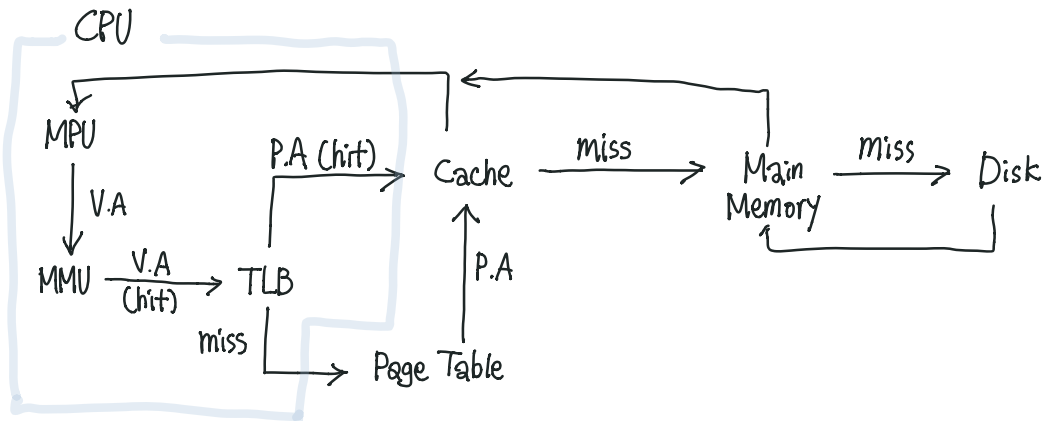 CPU
MPU
P.A (hit)
Cache
miss
Main
Memory
miss
Disk
V.A
MMU
V.A
(hit)
TLB
P.A
miss
Page Table